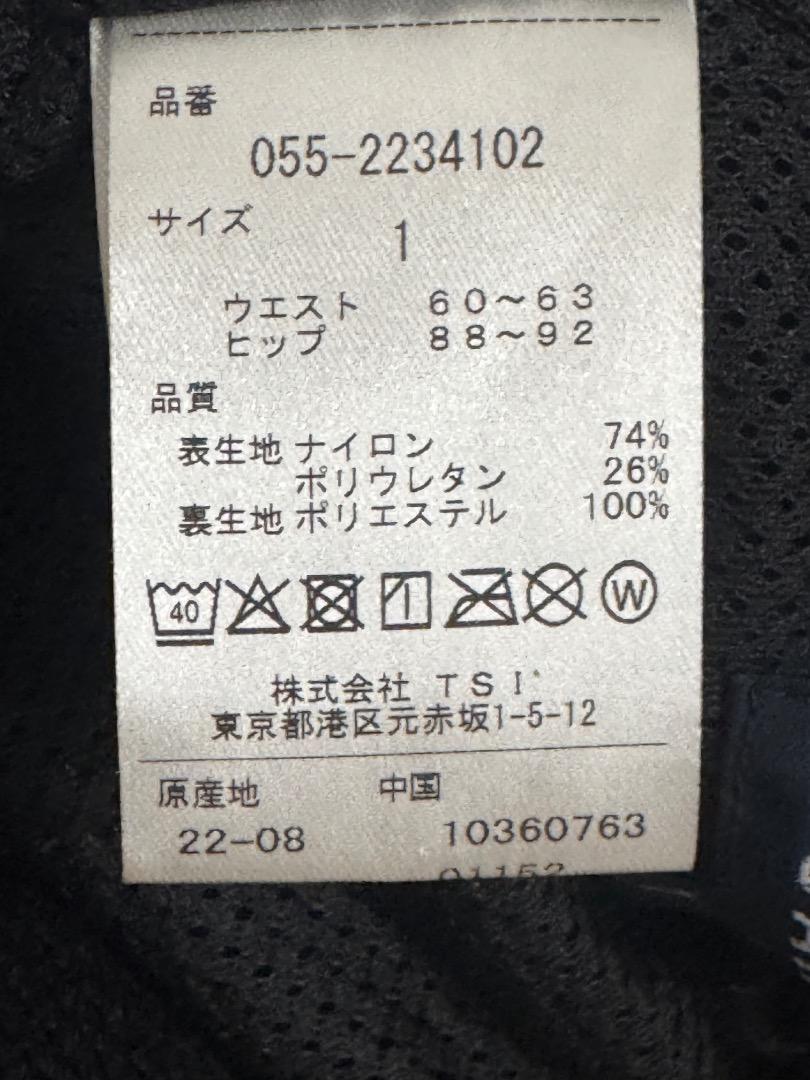 品番
055-2234102
サイズ
1
ウエスト 60～63
ヒップ 88～92
品質
表生地 ナイロン 74%
ポリウレタン 26%
裏生地 ポリエステル 100%
40
W
株式会社 TSI
東京都港区元赤坂1-5-12
原産地 中国
22-08 10360763